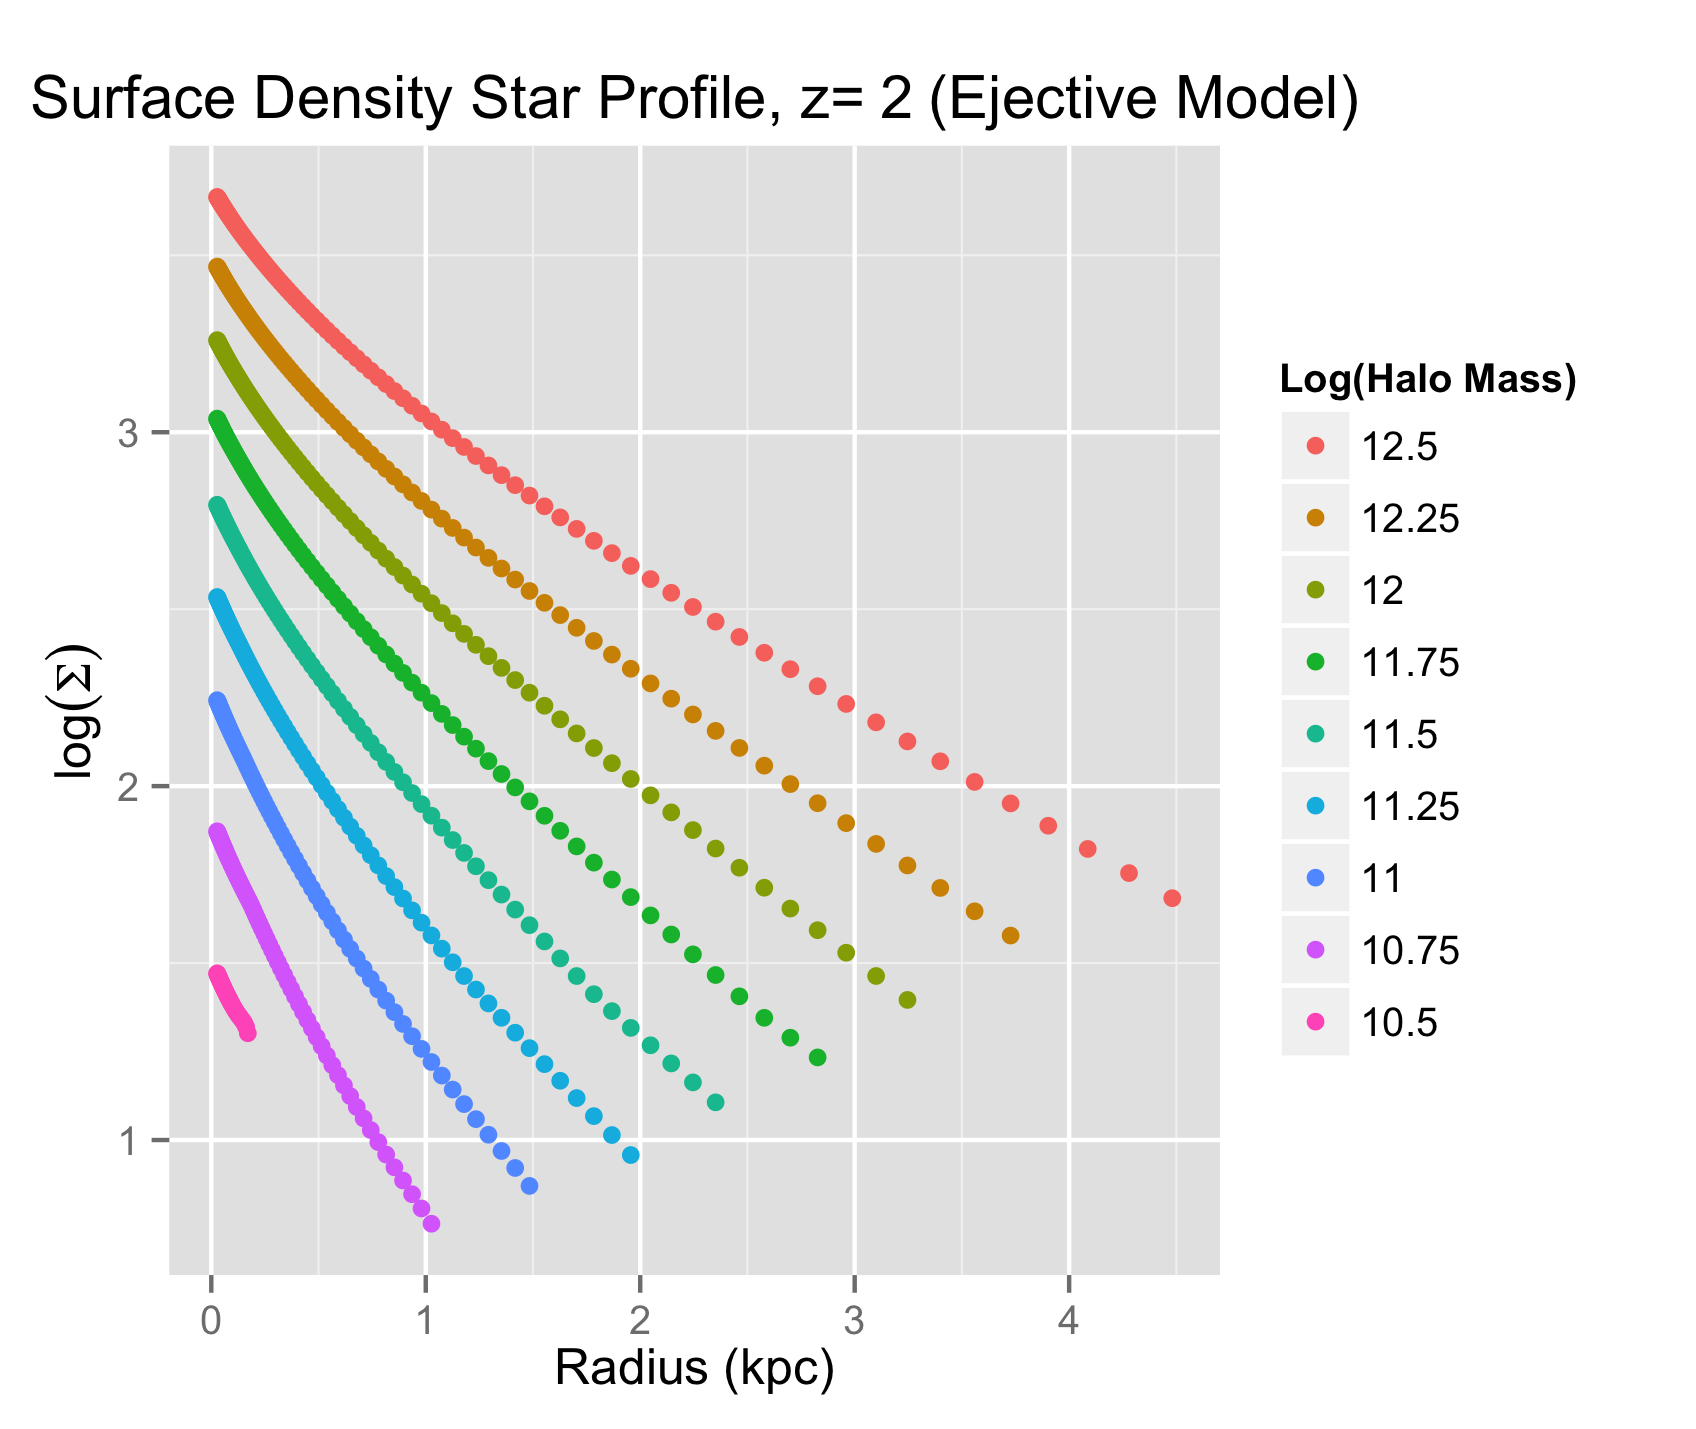 Surface Density Star Profile, z= 2 (Ejective Model)
log(Σ)
3
2
1
0 1 2 3 4
Radius (kpc)
Log(Halo Mass)
12.5
12.25
12
11.75
11.5
11.25
11
10.75
10.5